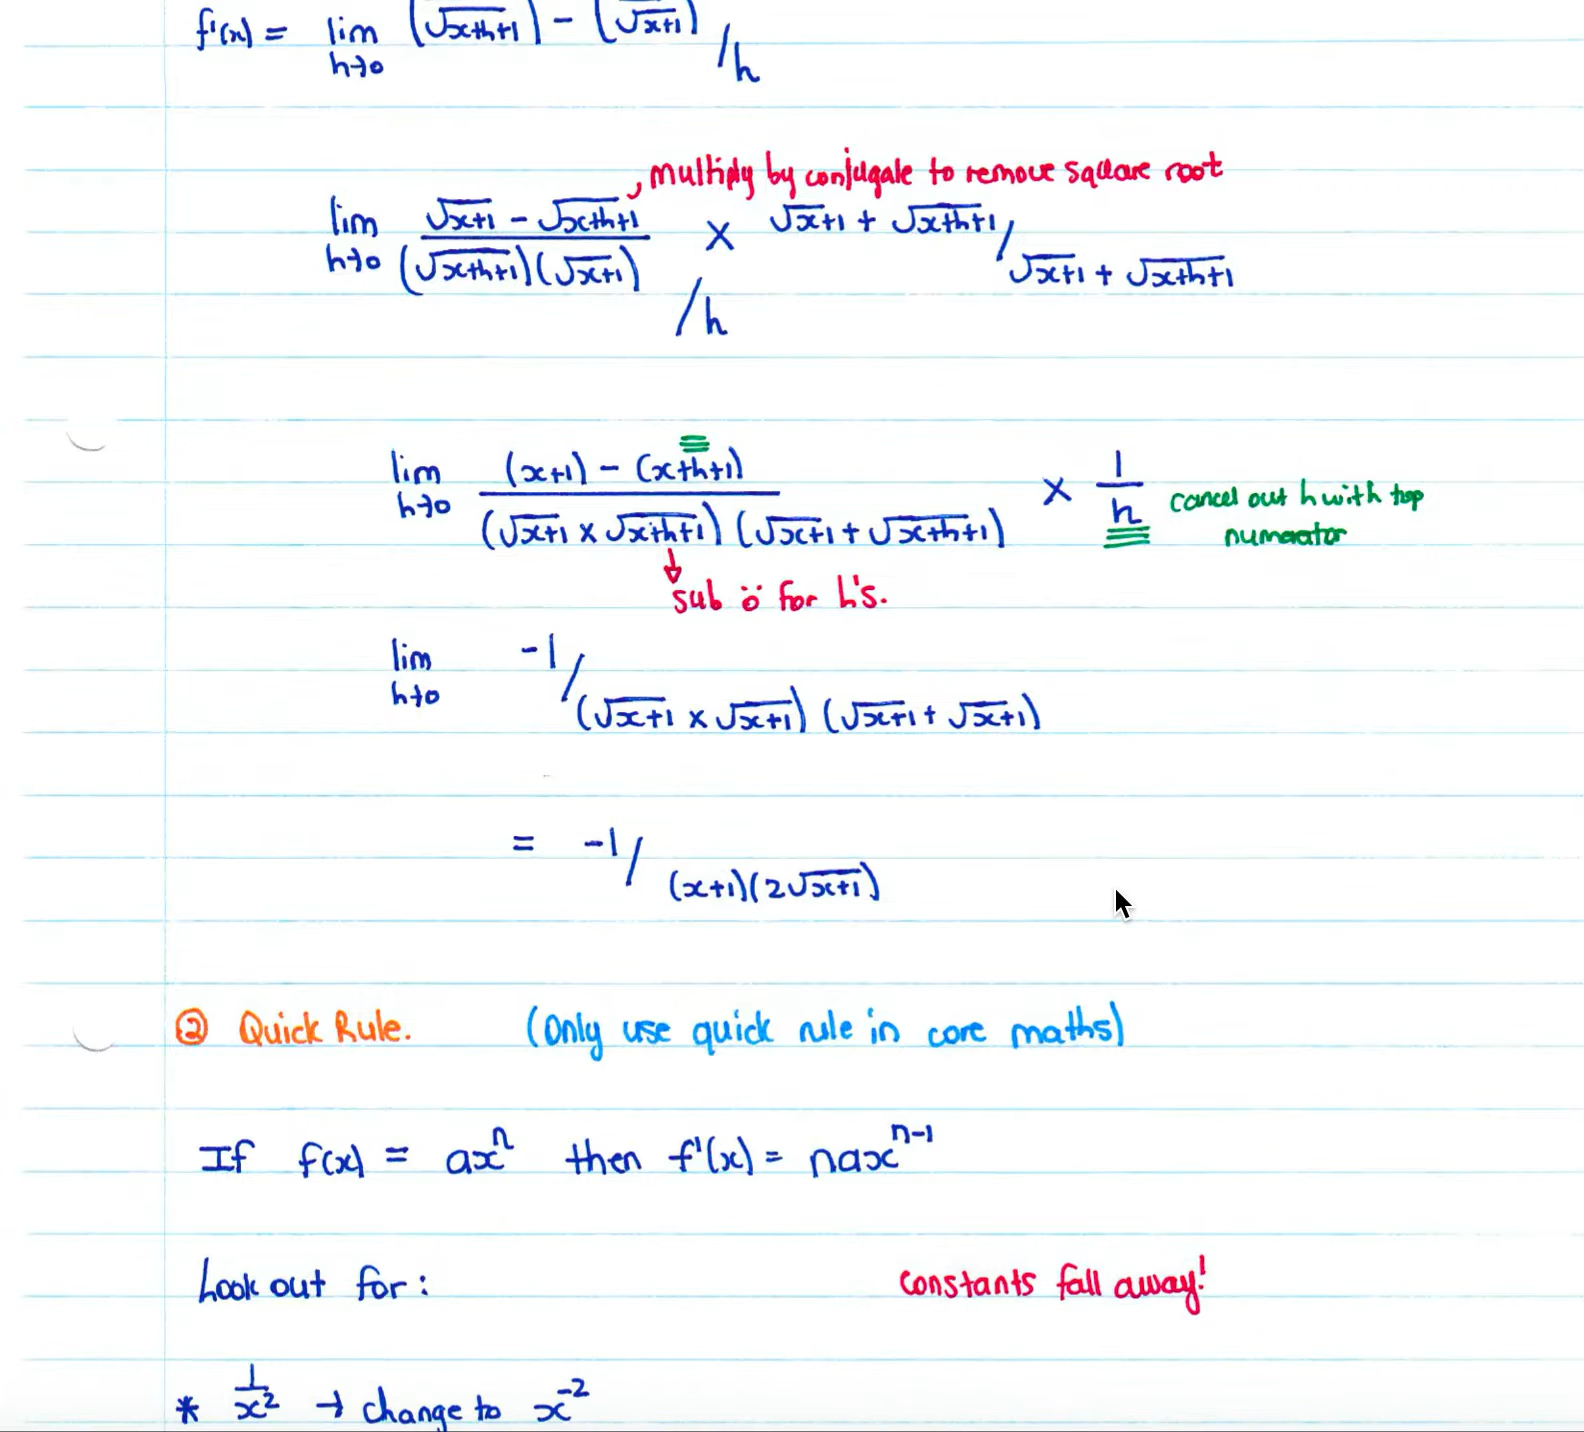 f'(x) = lim h→0 (√x+h+1) - (√x+1) /h
, multiply by conjugate to remove square root
lim h→0 √x+1 - √x+h+1 / (√x+h+1)(√x+1) /h × √x+1 + √x+h+1 / √x+1 + √x+h+1
lim h→0 (x+1) - (x+h+1) / (√x+1 × √x+h+1) (√x+1 + √x+h+1) × 1/h cancel out h with top
numerator
↓
sub 0 for h's.
lim h→0 -1 / (√x+1 × √x+1) (√x+1 + √x+1)
= -1 / (x+1)(2√x+1)
② Quick Rule. (Only use quick rule in core maths)
If f(x) = axⁿ then f'(x) = naxⁿ⁻¹
Look out for: constants fall away!
* 1/x² → change to x⁻²